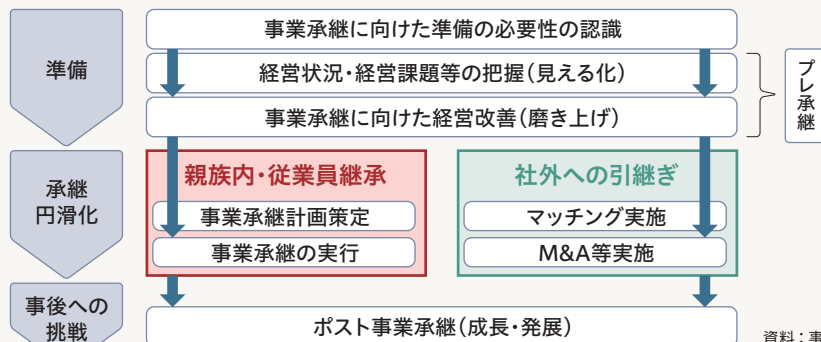 準備
事業承継に向けた準備の必要性の認識
経営状況・経営課題等の把握(見える化)
事業承継に向けた経営改善(磨き上げ)
プレ承継
承継
円滑化
親族内・従業員継承
事業承継計画策定
事業承継の実行
社外への引継ぎ
マッチング実施
M&A等実施
事後への
挑戦
ポスト事業承継(成長・発展)
資料:事